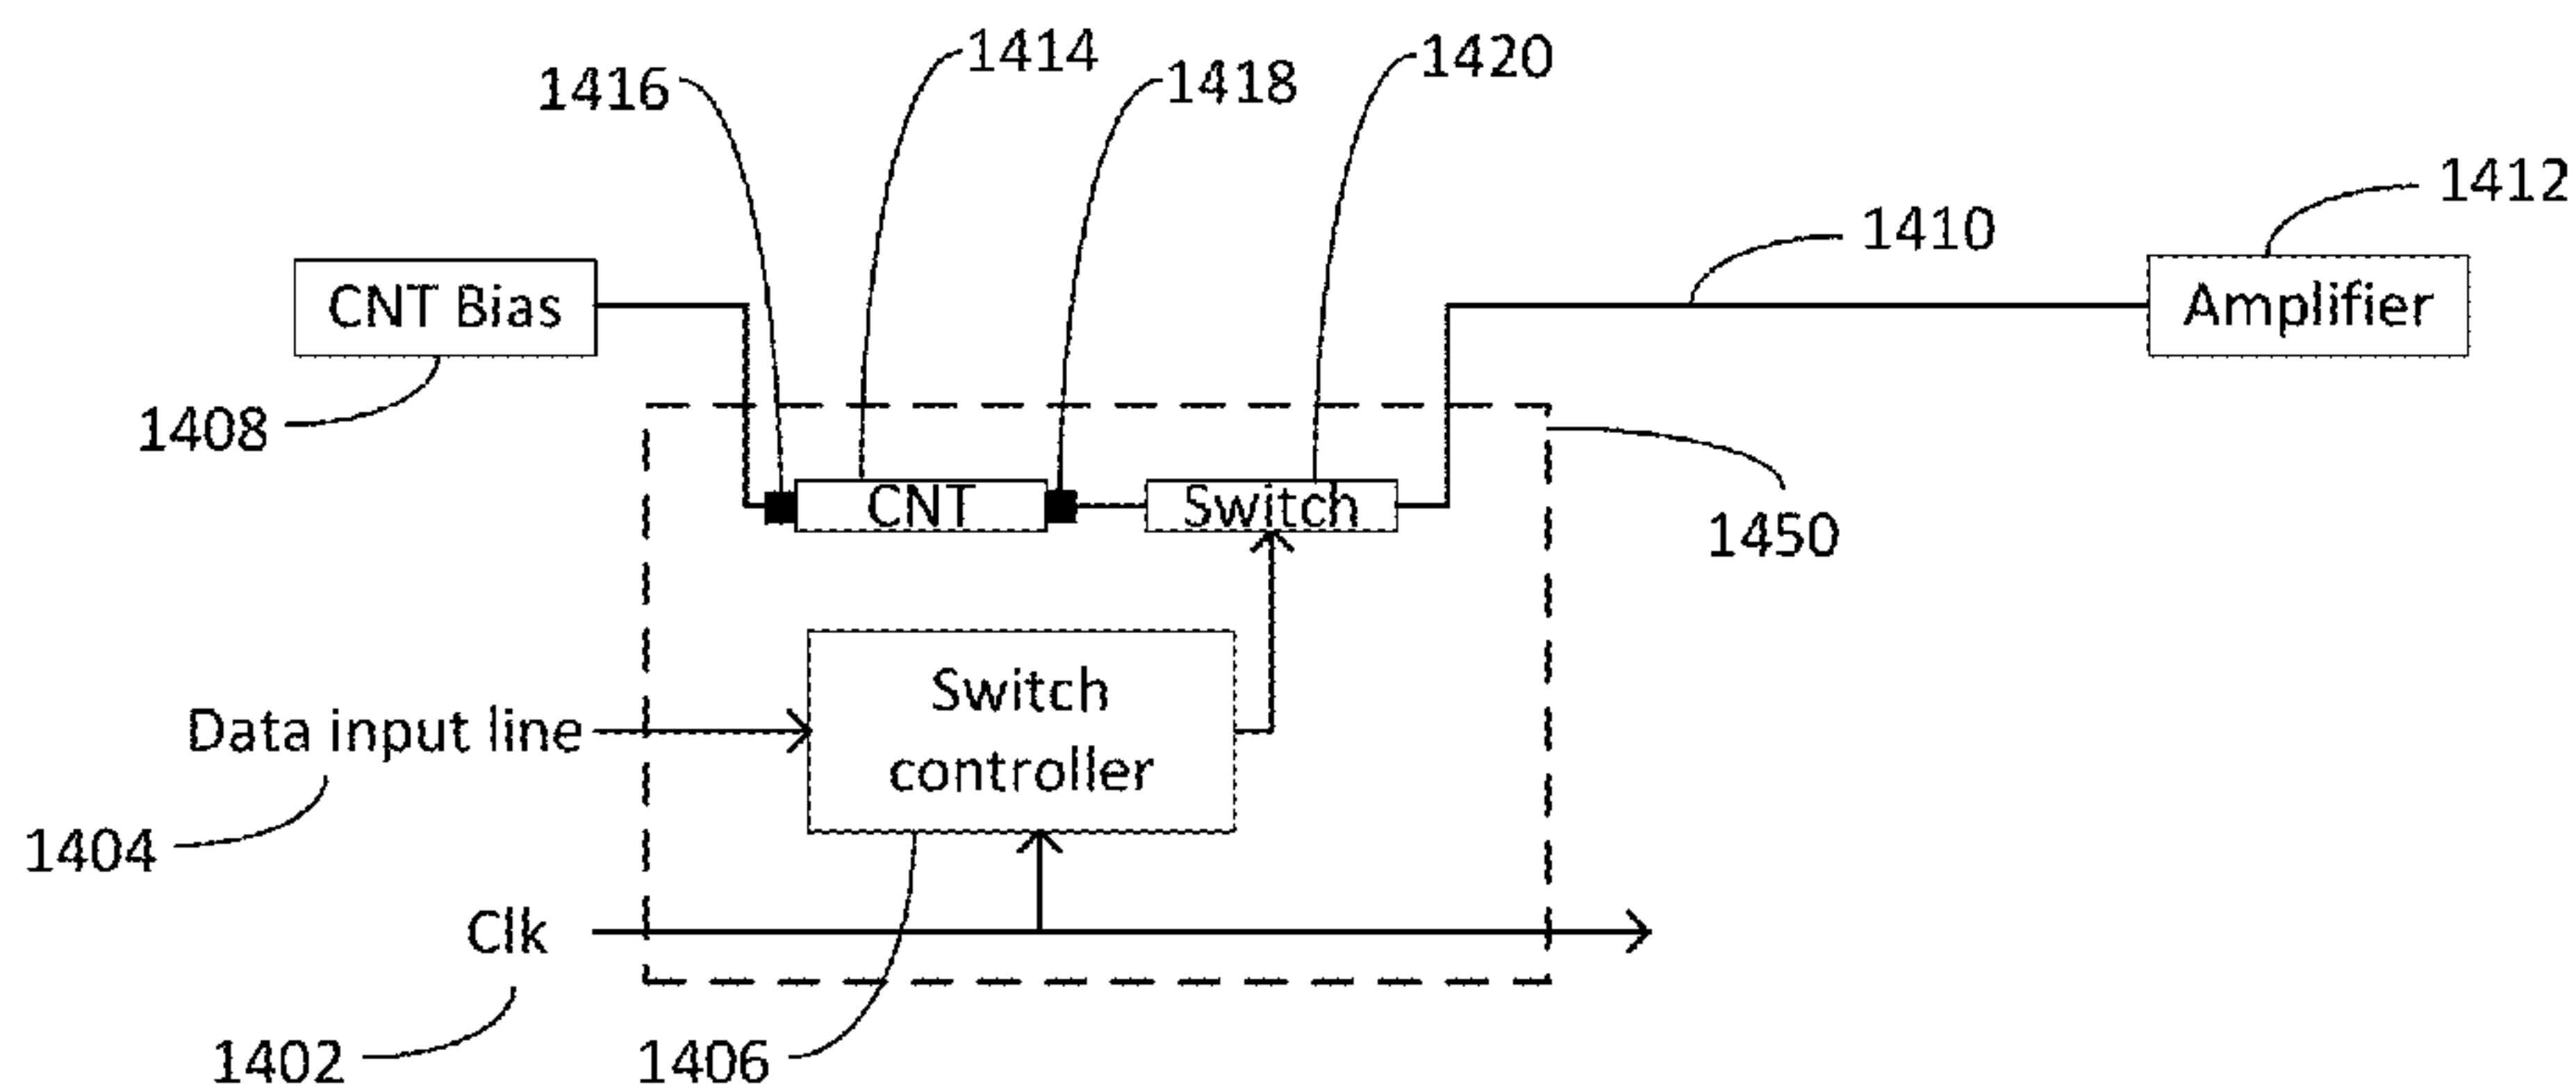 1414
1420
1416
1418
1412
1410
CNT Bias
Amplifier
1408
CNT
Switch
1450
Switch
controller
Data input line
1404
Clk
1402
1406